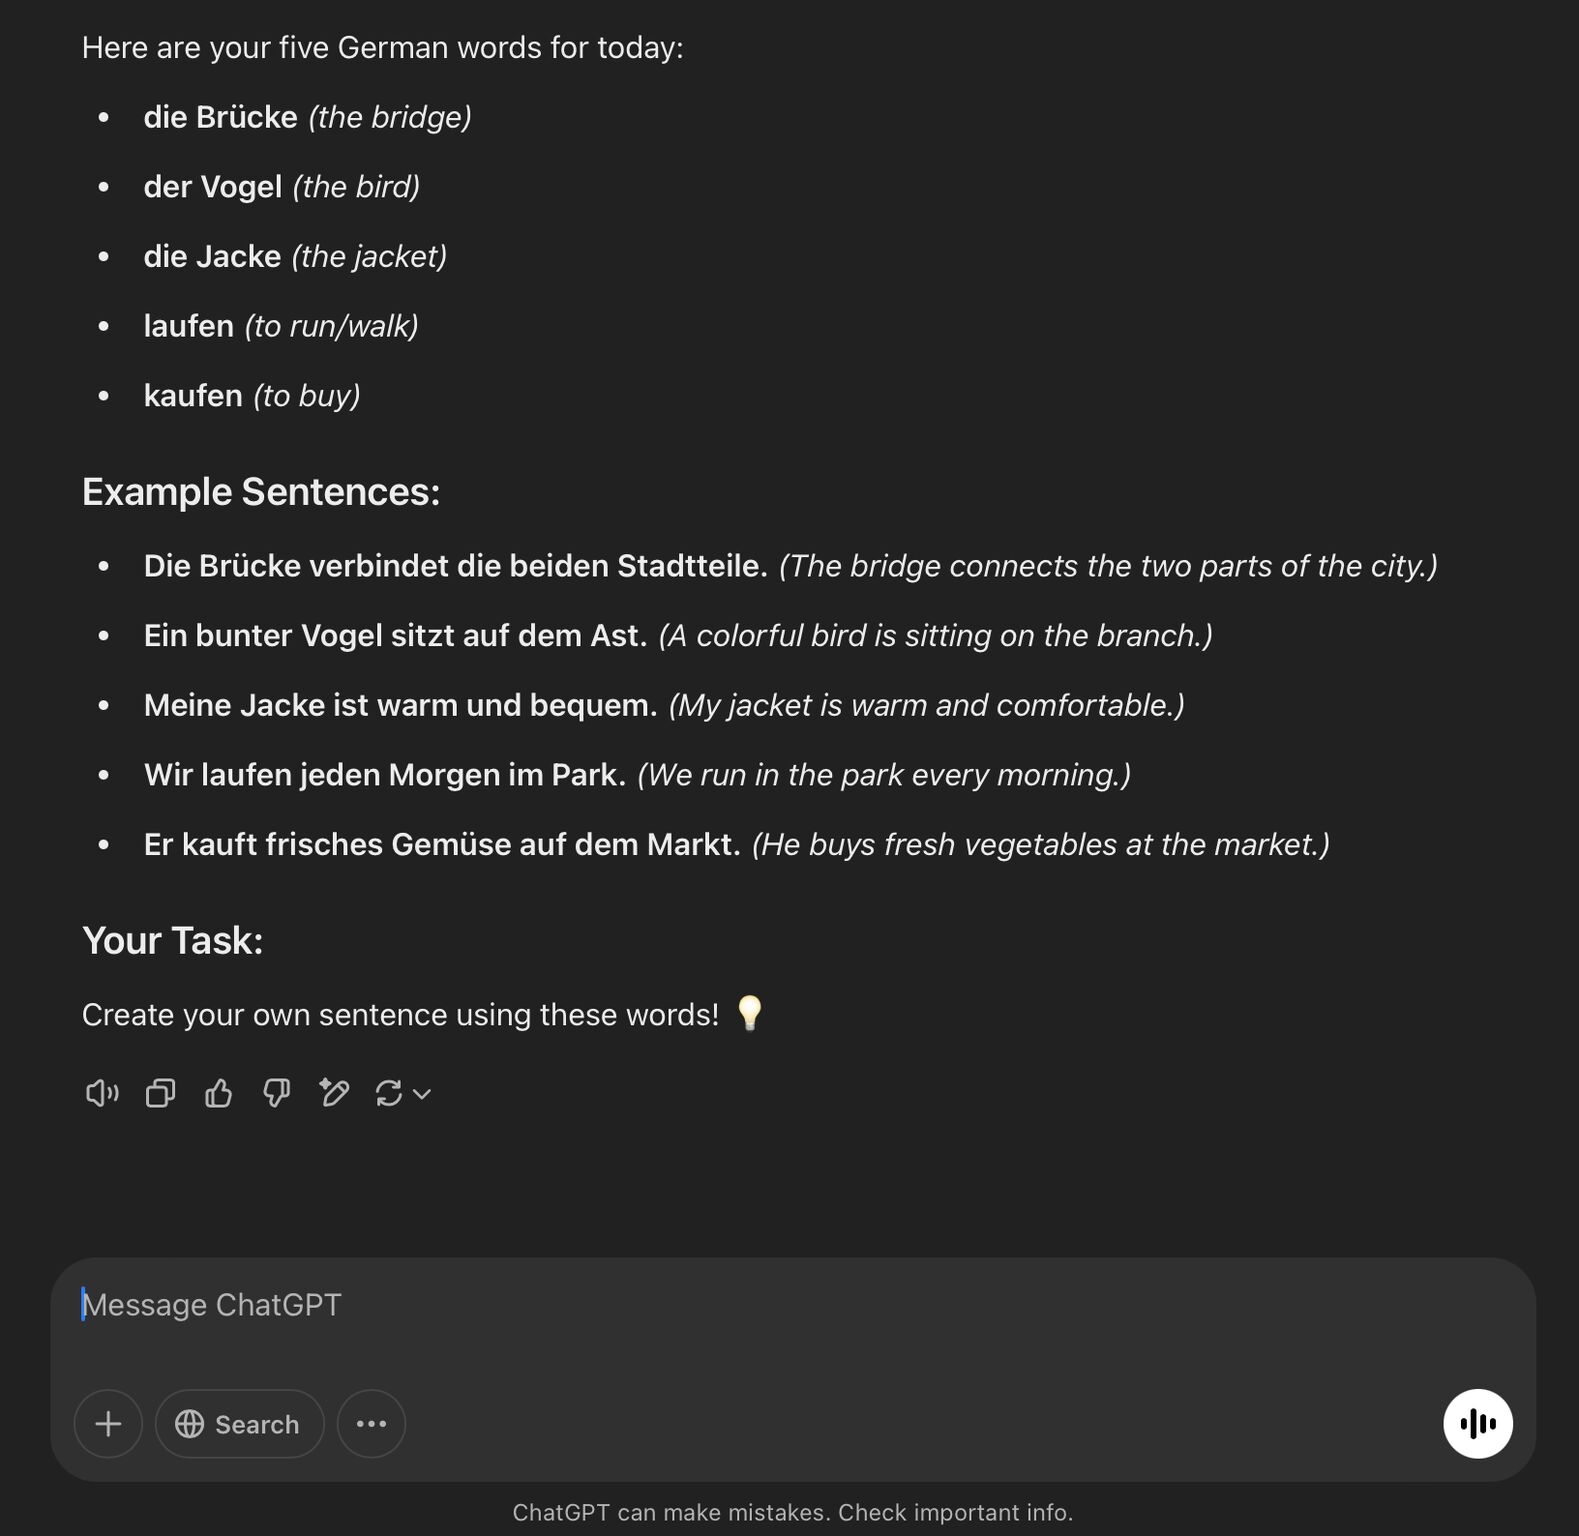 Here are your five German words for today:
• die Brücke (the bridge)
• der Vogel (the bird)
• die Jacke (the jacket)
• laufen (to run/walk)
• kaufen (to buy)
Example Sentences:
• Die Brücke verbindet die beiden Stadtteile. (The bridge connects the two parts of the city.)
• Ein bunter Vogel sitzt auf dem Ast. (A colorful bird is sitting on the branch.)
• Meine Jacke ist warm und bequem. (My jacket is warm and comfortable.)
• Wir laufen jeden Morgen im Park. (We run in the park every morning.)
• Er kauft frisches Gemüse auf dem Markt. (He buys fresh vegetables at the market.)
Your Task:
Create your own sentence using these words! 💡
Message ChatGPT
Search
ChatGPT can make mistakes. Check important info.